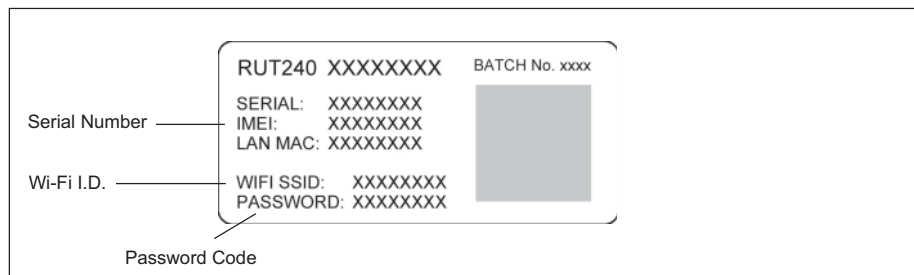 RUT240 XXXXXXXX
BATCH No. xxxx
SERIAL: XXXXXXXX
Serial Number
IMEI: XXXXXXXX
LAN MAC: XXXXXXXX
Wi-Fi I.D.
WIFI SSID: XXXXXXXX
PASSWORD: XXXXXXXX
Password Code